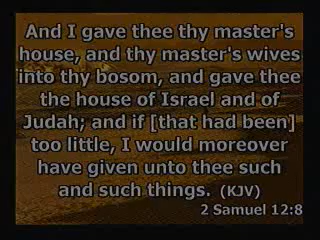 And I gave thee thy master's
house, and thy master's wives
into thy bosom, and gave thee
the house of Israel and of
Judah; and if [that had been]
too little, I would moreover
have given unto thee such
and such things. (KJV)
2 Samuel 12:8